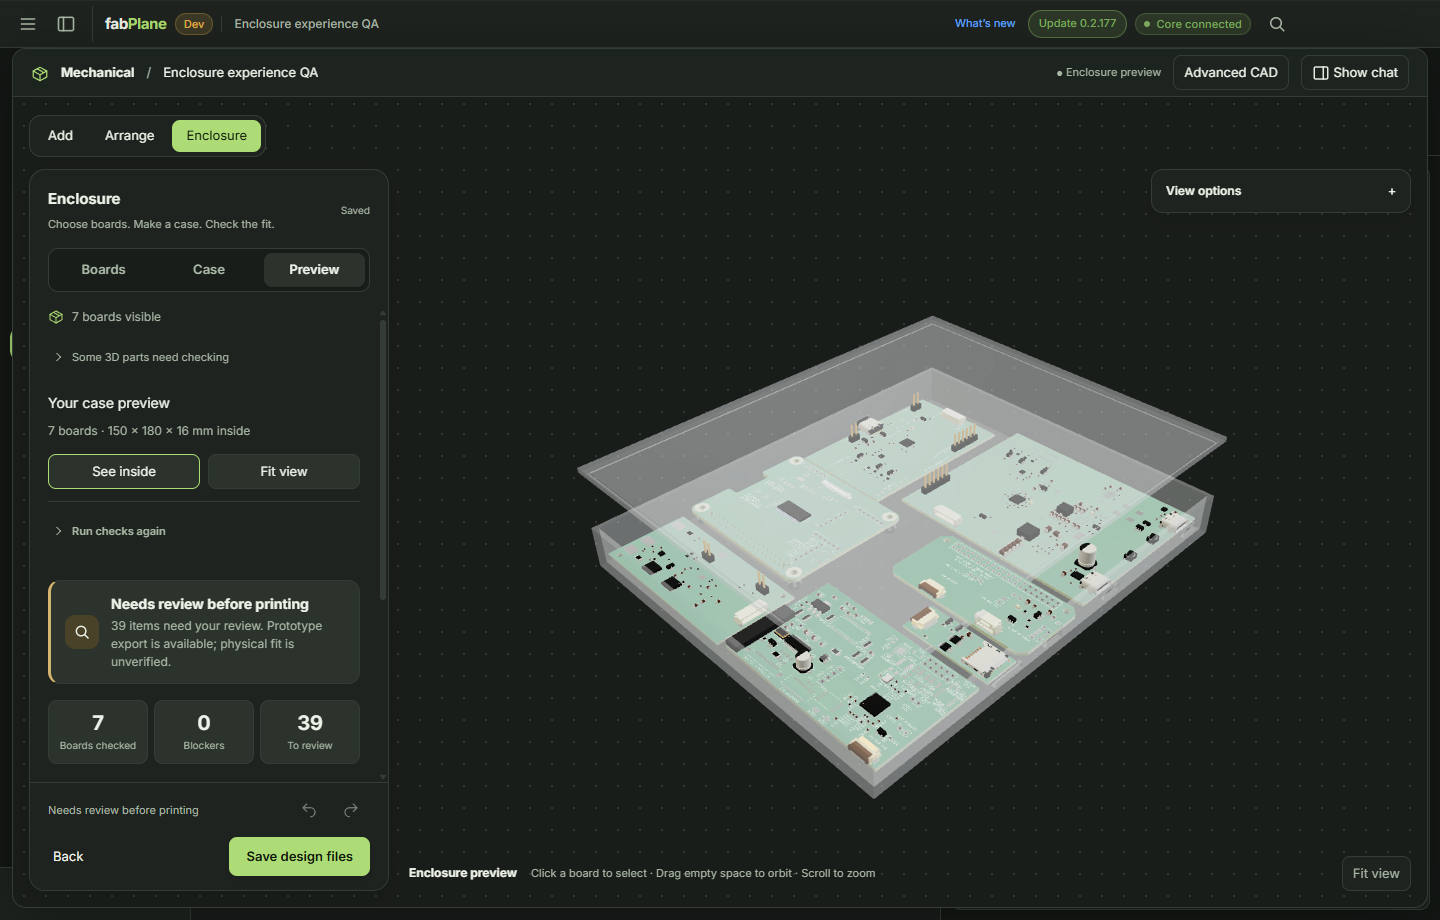 fabPlane
Dev
Enclosure experience QA
What's new
Update 0.2.177
Core connected
Mechanical / Enclosure experience QA
Enclosure preview
Advanced CAD
Show chat
Add
Arrange
Enclosure
Enclosure
Choose boards. Make a case. Check the fit.
Saved
View options
+
Boards
Case
Preview
7 boards visible
Some 3D parts need checking
Your case preview
7 boards · 150 × 180 × 16 mm inside
See inside
Fit view
Run checks again
Needs review before printing
39 items need your review. Prototype
export is available; physical fit is
unverified.
7
Boards checked
0
Blockers
39
To review
Needs review before printing
Back
Save design files
Enclosure preview
Click a board to select · Drag empty space to orbit · Scroll to zoom
Fit view